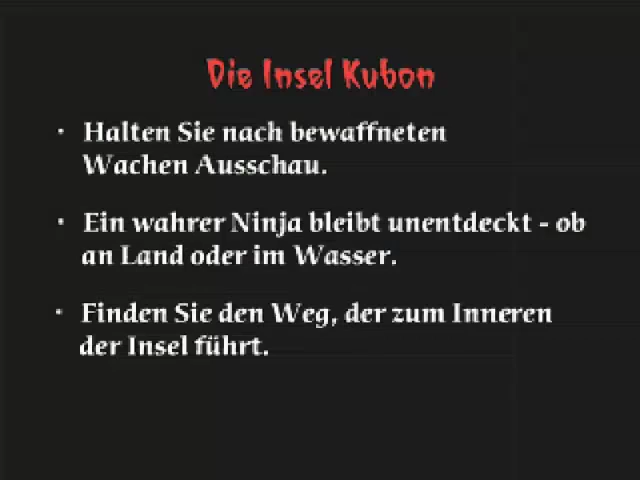 Die Insel Kubon
· Halten Sie nach bewaffneten
Wachen Ausschau.
· Ein wahrer Ninja bleibt unentdeckt - ob
an Land oder im Wasser.
· Finden Sie den Weg, der zum Inneren
der Insel führt.